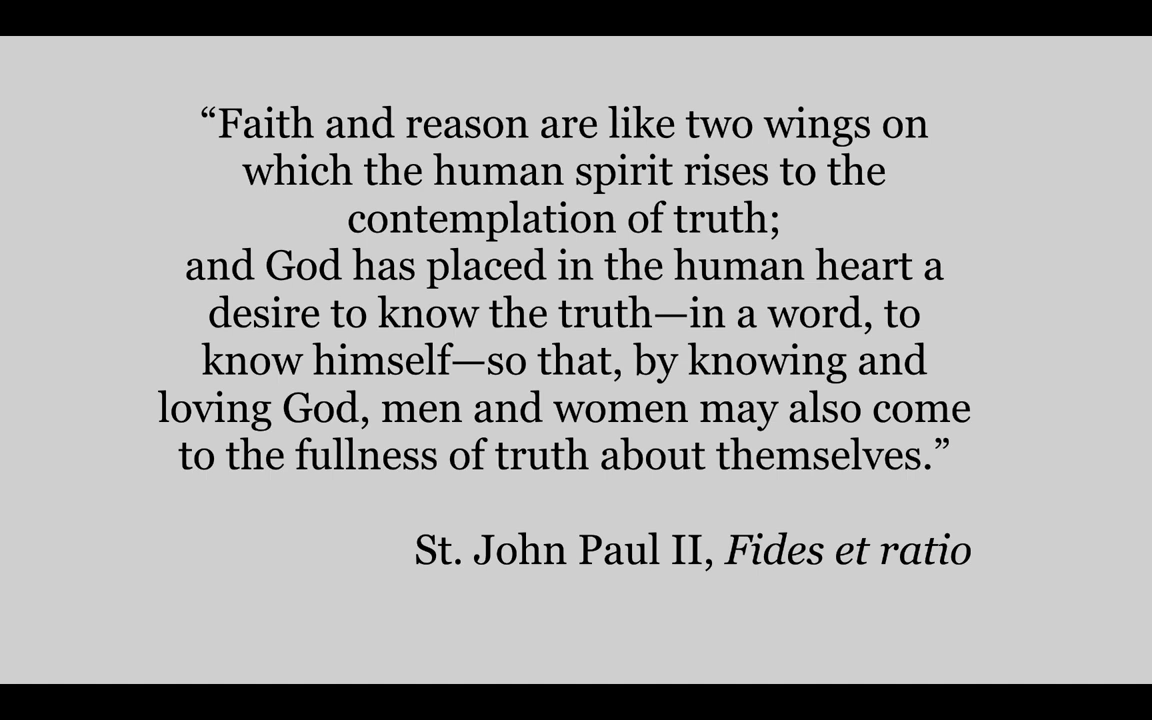 “Faith and reason are like two wings on
which the human spirit rises to the
contemplation of truth;
and God has placed in the human heart a
desire to know the truth—in a word, to
know himself—so that, by knowing and
loving God, men and women may also come
to the fullness of truth about themselves.”
St. John Paul II, Fides et ratio